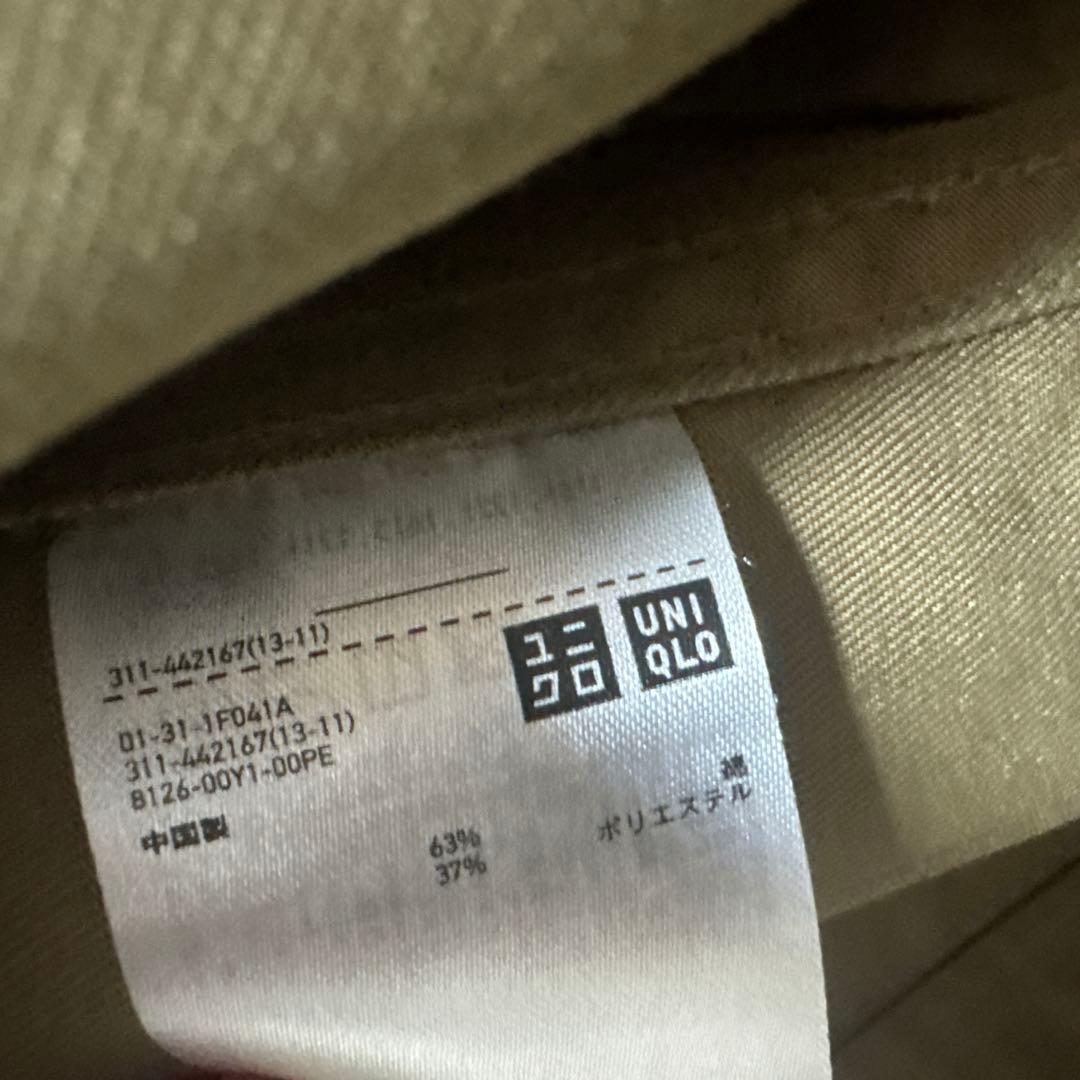 311-442167(13-11)
ユニ
クロ
UNI
QLO
01-31-1F041A
311-442167(13-11)
8126-00Y1-00PE
中国製
綿 63%
ポリエステル 37%